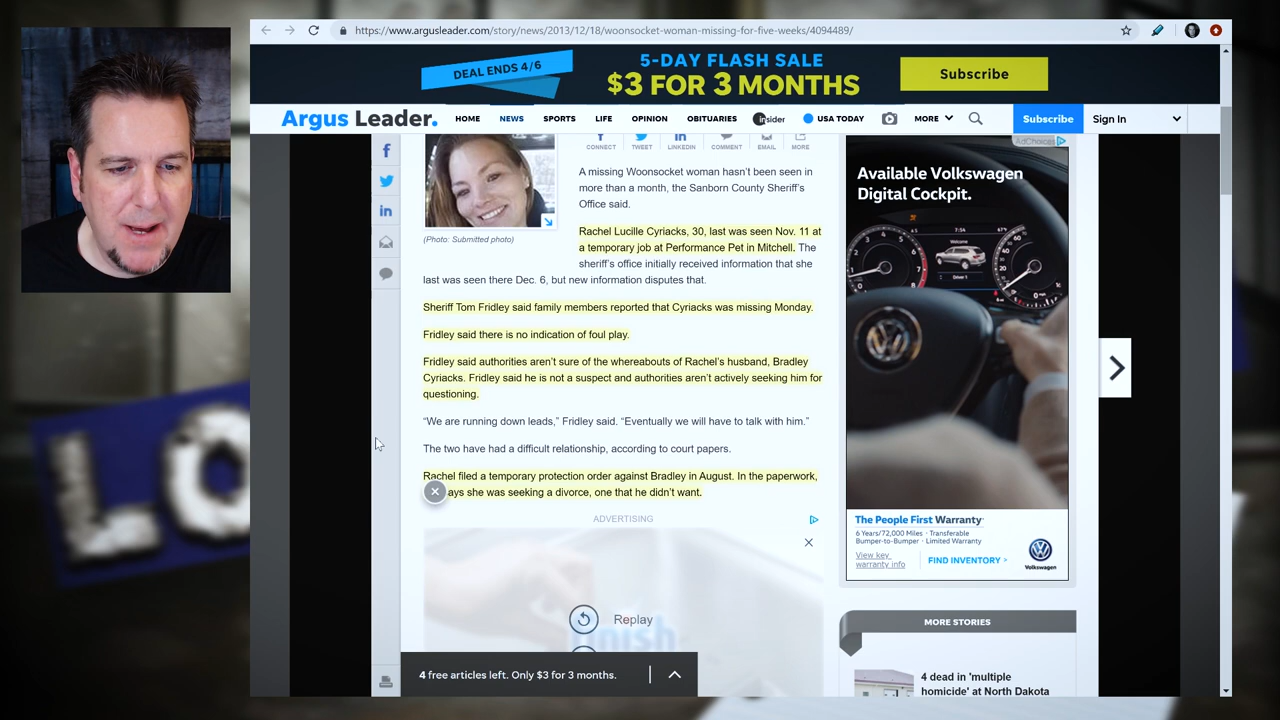 https://www.argusleader.com/story/news/2013/12/18/woonsocket-woman-missing-for-five-weeks/4094489/
DEAL ENDS 4/6
5-DAY FLASH SALE
$3 FOR 3 MONTHS
Subscribe
Argus Leader.
HOME
NEWS
SPORTS
LIFE
OPINION
OBITUARIES
insider
USA TODAY
MORE
Subscribe
Sign In
CONNECT
TWEET
LINKEDIN
COMMENT
EMAIL
MORE
(Photo: Submitted photo)
A missing Woonsocket woman hasn't been seen in
more than a month, the Sanborn County Sheriff's
Office said.
Rachel Lucille Cyriacks, 30, last was seen Nov. 11 at
a temporary job at Performance Pet in Mitchell. The
sheriff's office initially received information that she
last was seen there Dec. 6, but new information disputes that.
Sheriff Tom Fridley said family members reported that Cyriacks was missing Monday.
Fridley said there is no indication of foul play.
Fridley said authorities aren't sure of the whereabouts of Rachel's husband, Bradley
Cyriacks. Fridley said he is not a suspect and authorities aren't actively seeking him for
questioning.
“We are running down leads,” Fridley said. “Eventually we will have to talk with him.”
The two have had a difficult relationship, according to court papers.
Rachel filed a temporary protection order against Bradley in August. In the paperwork,
ays she was seeking a divorce, one that he didn't want.
ADVERTISING
Replay
finish
4 free articles left. Only $3 for 3 months.
AdChoices
Available Volkswagen
Digital Cockpit.
The People First Warranty
6 Years/72,000 Miles · Transferable
Bumper-to-Bumper · Limited Warranty
View key
warranty info
FIND INVENTORY >
Volkswagen
MORE STORIES
4 dead in 'multiple
homicide' at North Dakota
LO